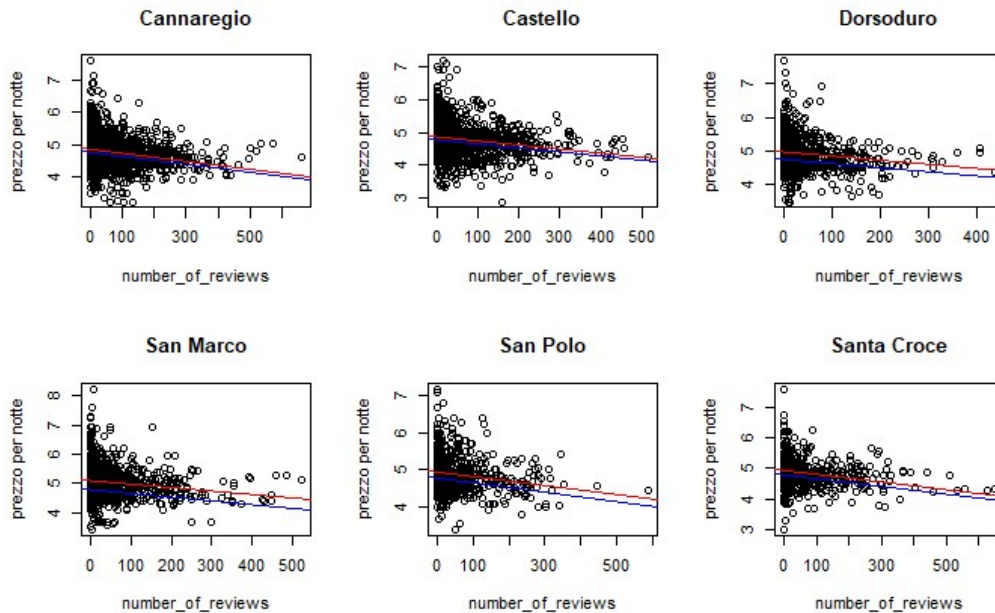 Cannaregio
prezzo per notte
7
6
5
4
0 100 300 500
number_of_reviews
Castello
prezzo per notte
7
6
5
4
3
0 100 200 300 400 500
number_of_reviews
Dorsoduro
prezzo per notte
7
6
5
4
0 100 200 300 400
number_of_reviews
San Marco
prezzo per notte
8
7
6
5
4
0 100 200 300 400 500
number_of_reviews
San Polo
prezzo per notte
7
6
5
4
0 100 300 500
number_of_reviews
Santa Croce
prezzo per notte
7
6
5
4
3
0 100 300 500
number_of_reviews